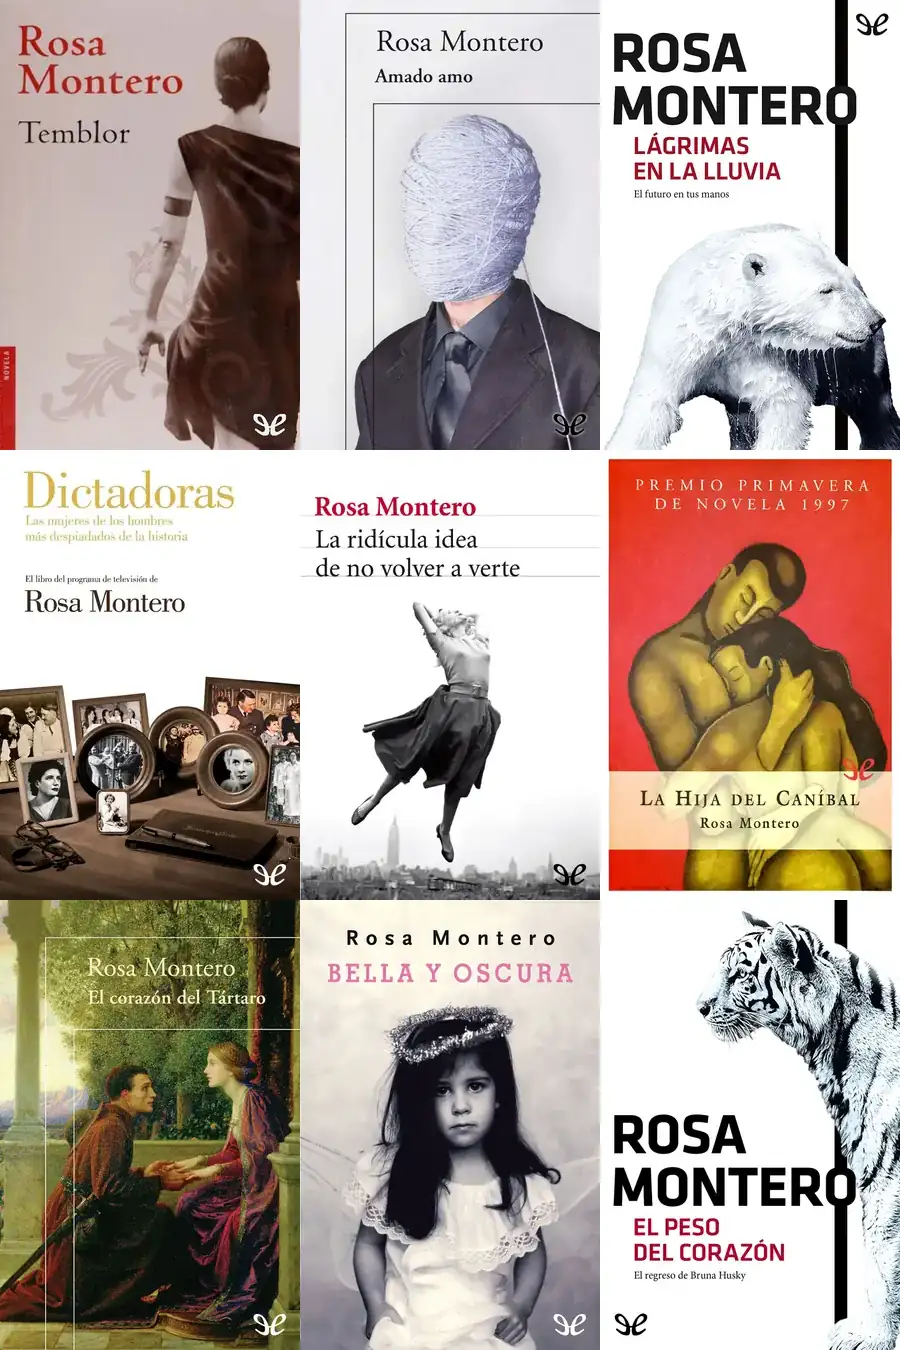 Rosa
Montero
Temblor
NOVELA
Rosa Montero
Amado amo
ROSA
MONTERO
LÁGRIMAS
EN LA LLUVIA
El futuro en tus manos
Dictadoras
Las mujeres de los hombres
más despiadados de la historia
El libro del programa de televisión de
Rosa Montero
Rosa Montero
La ridícula idea
de no volver a verte
PREMIO PRIMAVERA
DE NOVELA 1997
LA HIJA DEL CANÍBAL
Rosa Montero
Rosa Montero
El corazón del Tártaro
Rosa Montero
BELLA Y OSCURA
ROSA
MONTERO
EL PESO
DEL CORAZÓN
El regreso de Bruna Husky